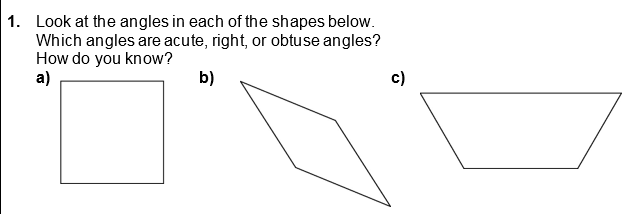 1. Look at the angles in each of the shapes below.
Which angles are acute, right, or obtuse angles?
How do you know?
a) b) c)